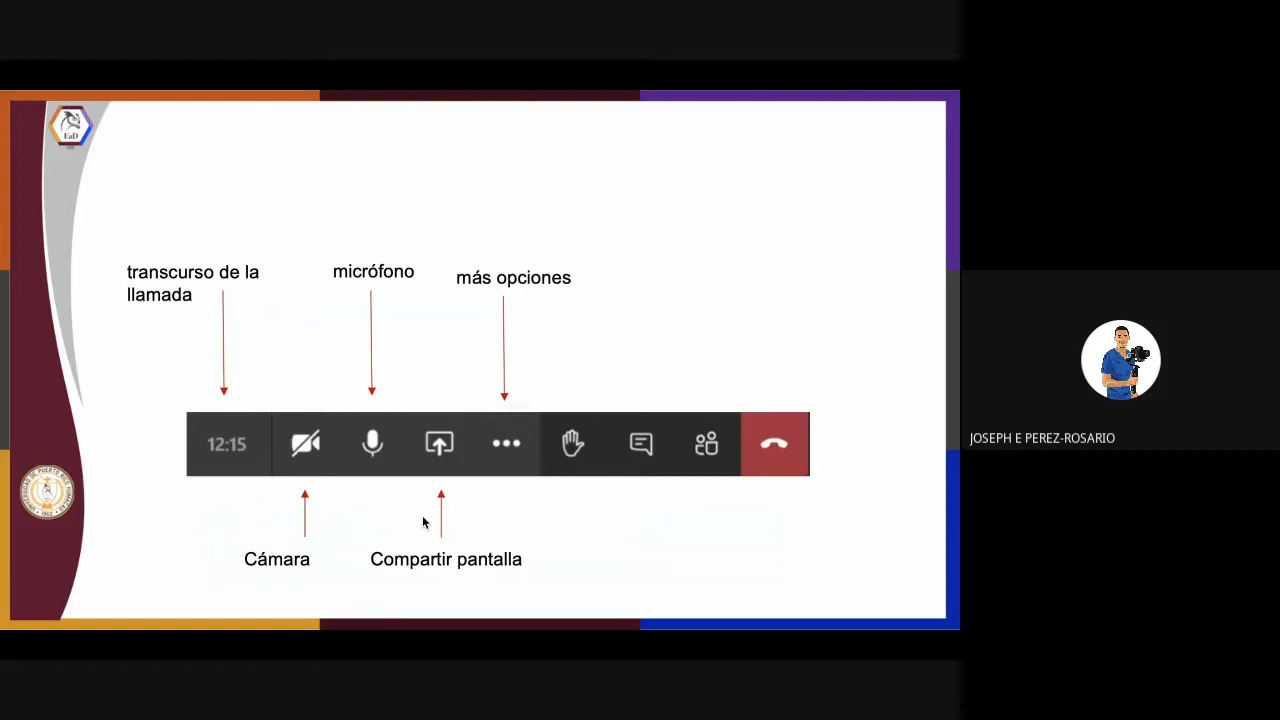 EaD
transcurso de la
llamada
micrófono
más opciones
12:15
Cámara
Compartir pantalla
JOSEPH E PEREZ-ROSARIO